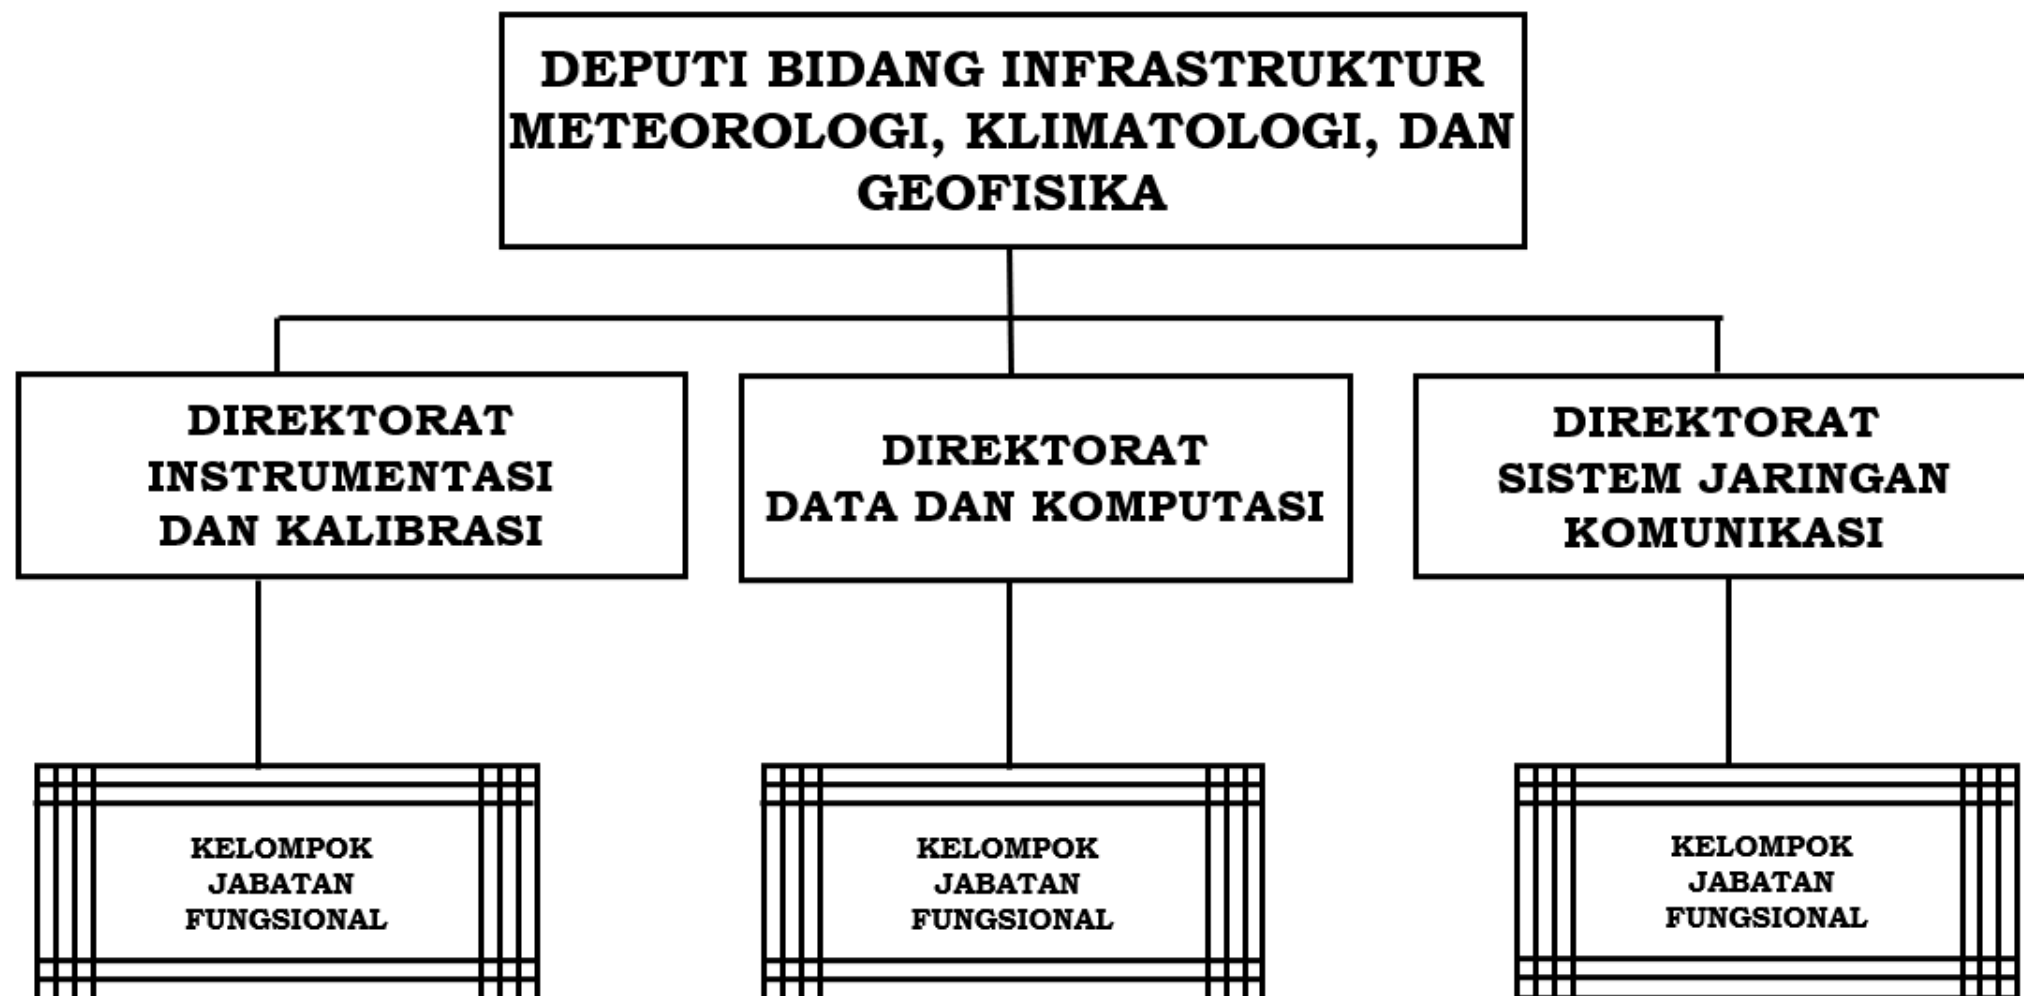 DEPUTI BIDANG INFRASTRUKTUR
METEOROLOGI, KLIMATOLOGI, DAN
GEOFISIKA
DIREKTORAT
INSTRUMENTASI
DAN KALIBRASI
DIREKTORAT
DATA DAN KOMPUTASI
DIREKTORAT
SISTEM JARINGAN
KOMUNIKASI
KELOMPOK
JABATAN
FUNGSIONAL
KELOMPOK
JABATAN
FUNGSIONAL
KELOMPOK
JABATAN
FUNGSIONAL